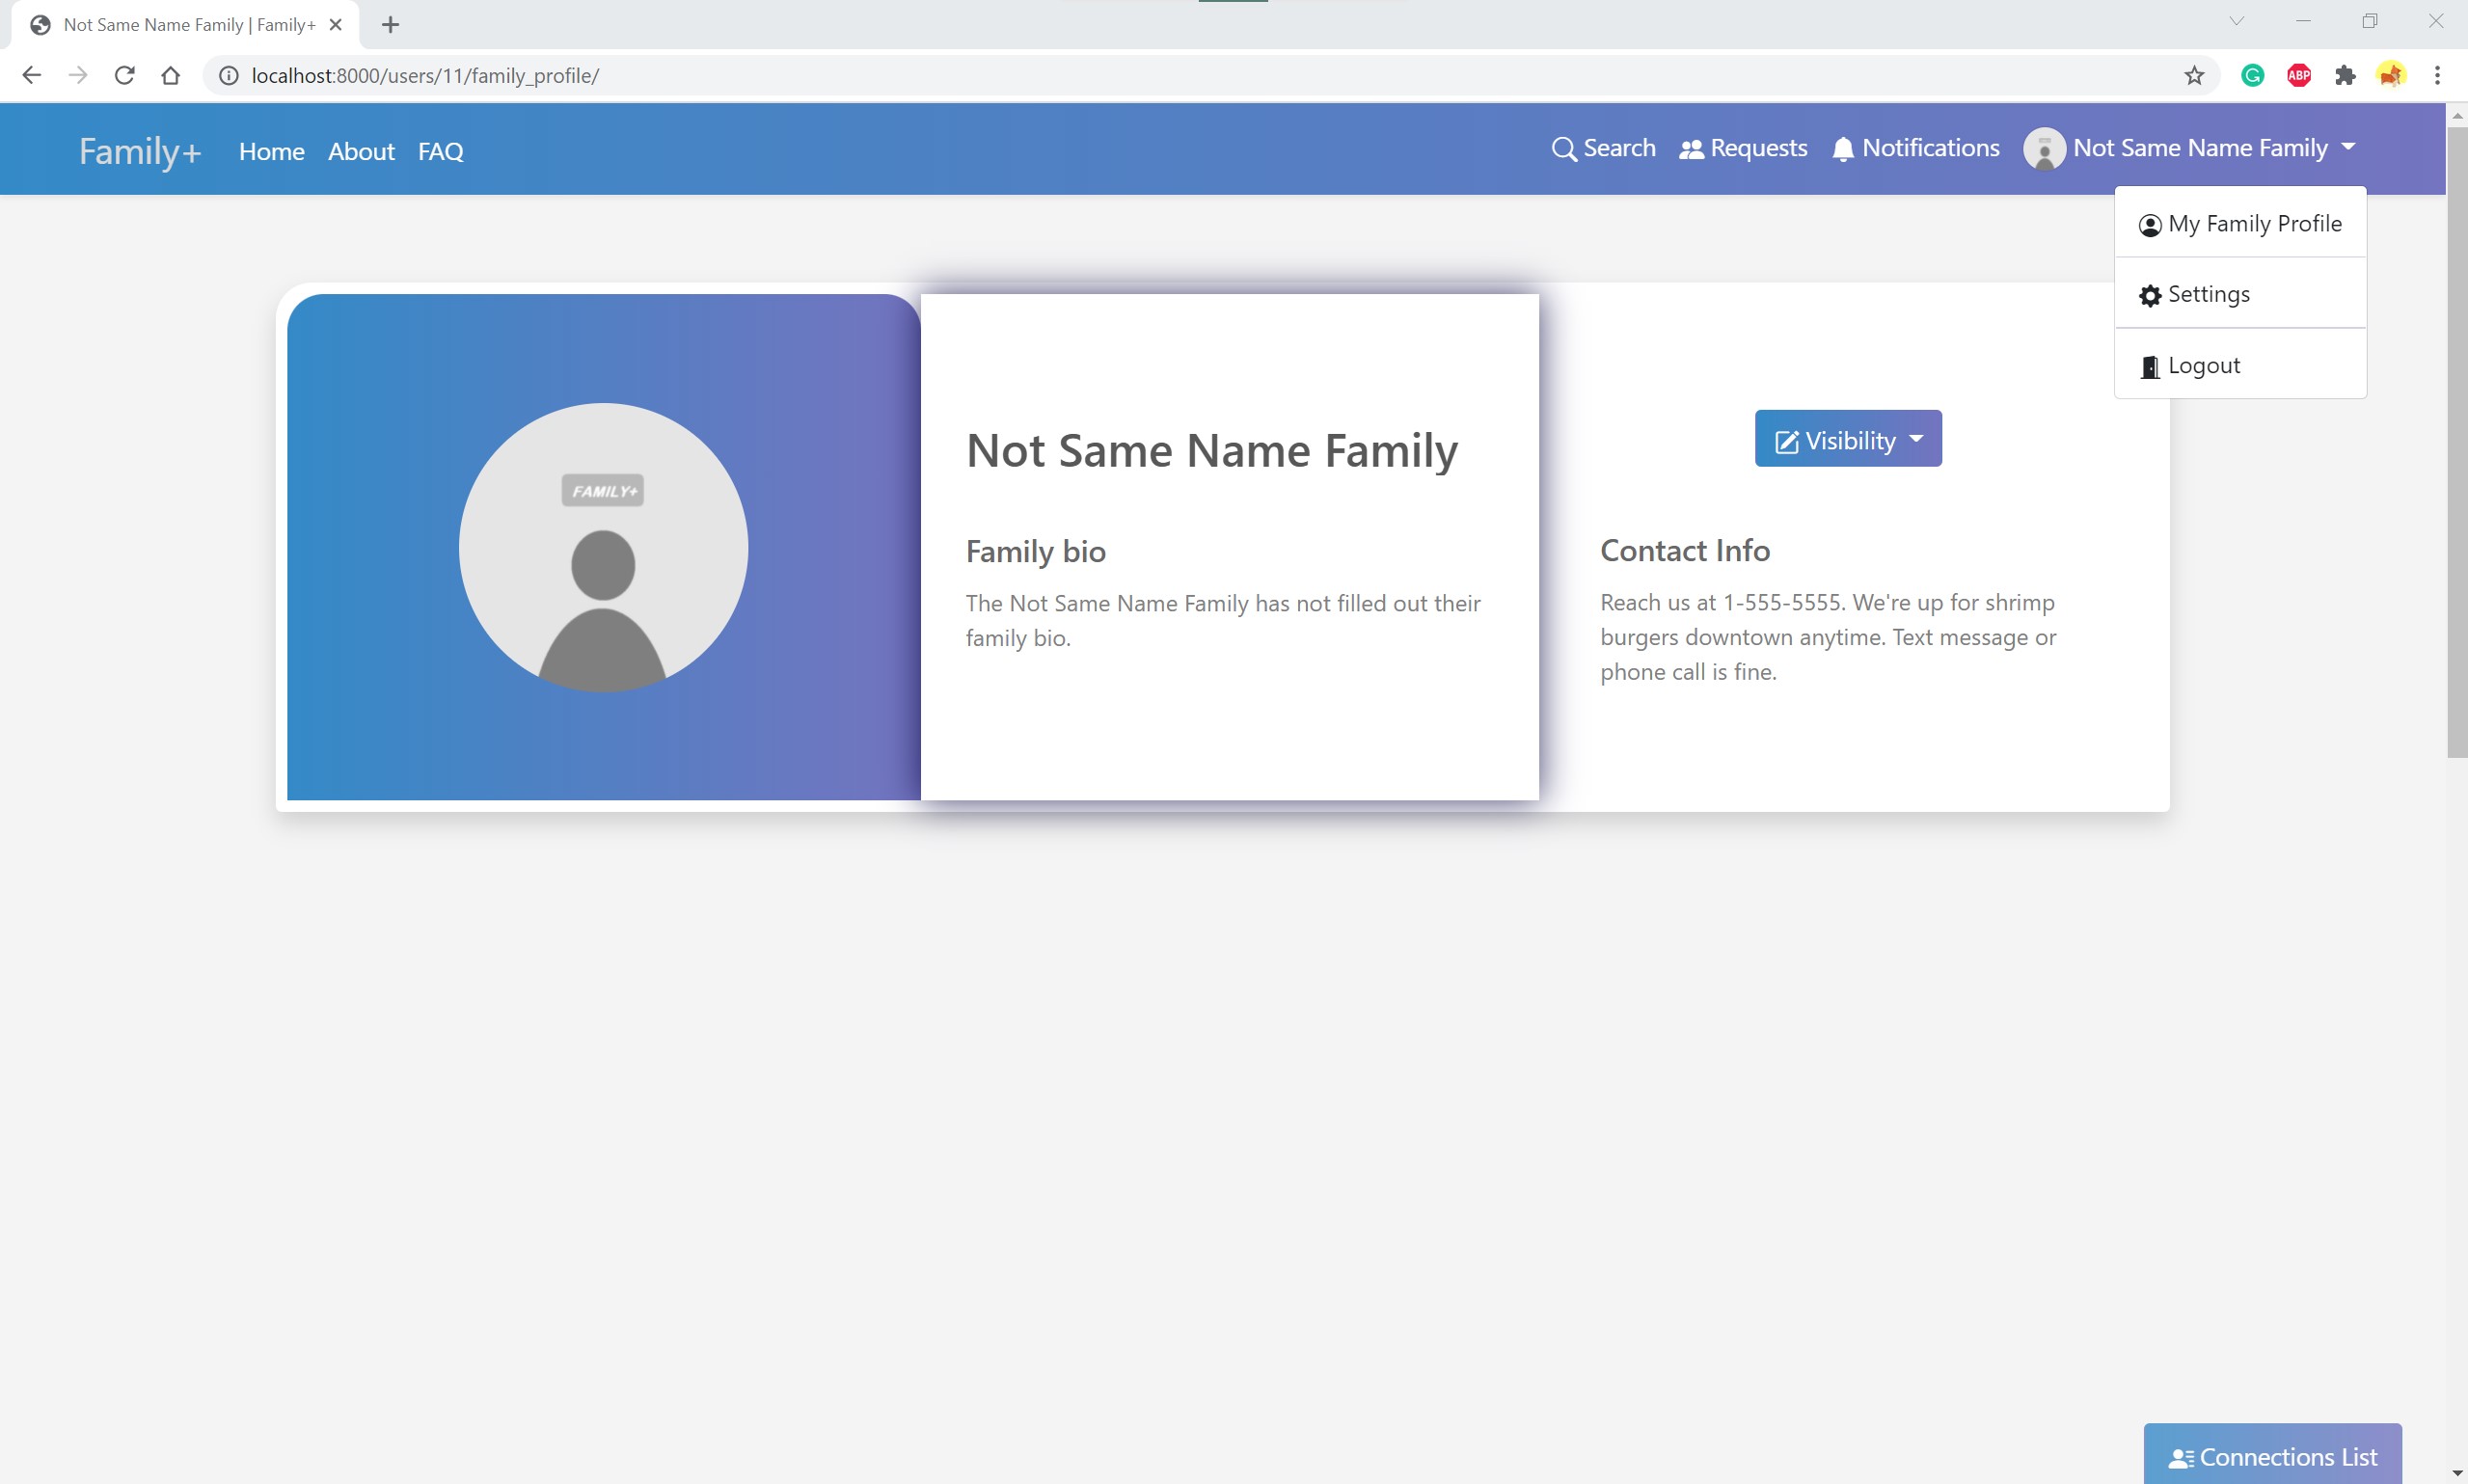 Not Same Name Family | Family+
localhost:8000/users/11/family_profile/
ABP
Family+ Home About FAQ Search Requests Notifications Not Same Name Family
My Family Profile
Settings
Logout
FAMILY+
Not Same Name Family
Family bio
The Not Same Name Family has not filled out their
family bio.
Visibility
Contact Info
Reach us at 1-555-5555. We're up for shrimp
burgers downtown anytime. Text message or
phone call is fine.
Connections List